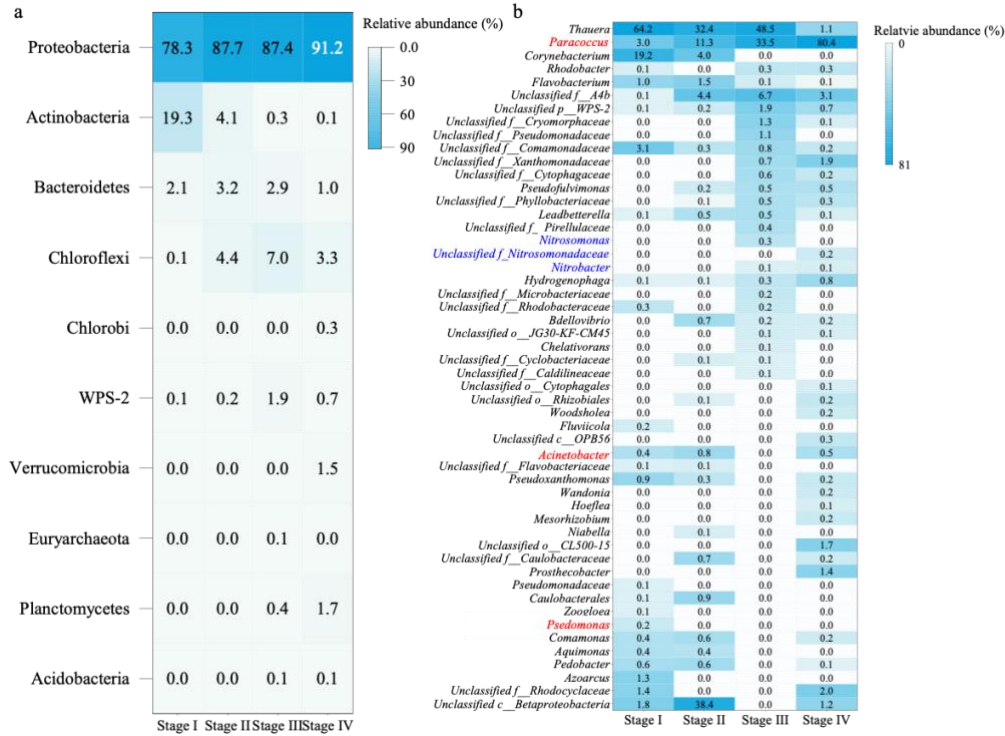 a
Relative abundance (%)
0.0
30
60
90
Proteobacteria 78.3 87.7 87.4 91.2
Actinobacteria 19.3 4.1 0.3 0.1
Bacteroidetes 2.1 3.2 2.9 1.0
Chloroflexi 0.1 4.4 7.0 3.3
Chlorobi 0.0 0.0 0.0 0.3
WPS-2 0.1 0.2 1.9 0.7
Verrucomicrobia 0.0 0.0 0.0 1.5
Euryarchaeota 0.0 0.0 0.1 0.0
Planctomycetes 0.0 0.0 0.4 1.7
Acidobacteria 0.0 0.0 0.1 0.1
Stage I Stage II Stage III Stage IV
b
Relatvie abundance (%)
0
81
Thauera 64.2 32.4 48.5 1.1
Paracoccus 3.0 11.3 33.5 80.4
Corynebacterium 19.2 4.0 0.0 0.0
Rhodobacter 0.1 0.0 0.3 0.3
Flavobacterium 1.0 1.5 0.1 0.1
Unclassified f__A4b 0.1 4.4 6.7 3.1
Unclassified p__WPS-2 0.1 0.2 1.9 0.7
Unclassified f__Cryomorphaceae 0.0 0.0 1.3 0.1
Unclassified f__Pseudomonadaceae 0.0 0.0 1.1 0.0
Unclassified f__Comamonadaceae 3.1 0.3 0.8 0.2
Unclassified f__Xanthomonadaceae 0.0 0.0 0.7 1.9
Unclassified f__Cytophagaceae 0.0 0.0 0.6 0.2
Pseudofulvimonas 0.0 0.2 0.5 0.5
Unclassified f__Phyllobacteriaceae 0.0 0.1 0.5 0.3
Leadbetterella 0.1 0.5 0.5 0.1
Unclassified f_ Pirellulaceae 0.0 0.0 0.4 0.0
Nitrosomonas 0.0 0.0 0.3 0.0
Unclassified f_Nitrosomonadaceae 0.0 0.0 0.0 0.2
Nitrobacter 0.0 0.0 0.1 0.1
Hydrogenophaga 0.1 0.1 0.3 0.8
Unclassified f__Microbacteriaceae 0.0 0.0 0.2 0.0
Unclassified f__Rhodobacteraceae 0.3 0.0 0.2 0.0
Bdellovibrio 0.0 0.7 0.2 0.2
Unclassified o__JG30-KF-CM45 0.0 0.0 0.1 0.1
Chelativorans 0.0 0.0 0.1 0.0
Unclassified f__Cyclobacteriaceae 0.0 0.1 0.1 0.0
Unclassified f__Caldilineaceae 0.0 0.0 0.1 0.0
Unclassified o__Cytophagales 0.0 0.0 0.0 0.1
Unclassified o__Rhizobiales 0.0 0.1 0.0 0.2
Woodsholea 0.0 0.0 0.0 0.2
Fluviicola 0.2 0.0 0.0 0.0
Unclassified c__OPB56 0.0 0.0 0.0 0.3
Acinetobacter 0.4 0.8 0.0 0.5
Unclassified f__Flavobacteriaceae 0.1 0.1 0.0 0.0
Pseudoxanthomonas 0.9 0.3 0.0 0.2
Wandonia 0.0 0.0 0.0 0.2
Hoeflea 0.0 0.0 0.0 0.1
Mesorhizobium 0.0 0.0 0.0 0.2
Niabella 0.0 0.1 0.0 0.0
Unclassified o__CL500-15 0.0 0.0 0.0 1.7
Unclassified f__Caulobacteraceae 0.0 0.7 0.0 0.2
Prosthecobacter 0.0 0.0 0.0 1.4
Pseudomonadaceae 0.1 0.0 0.0 0.0
Caulobacterales 0.1 0.9 0.0 0.0
Zoogloea 0.1 0.0 0.0 0.0
Psedomonas 0.2 0.0 0.0 0.0
Comamonas 0.4 0.6 0.0 0.2
Aquimonas 0.4 0.4 0.0 0.0
Pedobacter 0.6 0.6 0.0 0.1
Azoarcus 1.3 0.0 0.0 0.0
Unclassified f__Rhodocyclaceae 1.4 0.0 0.0 2.0
Unclassified c__Betaproteobacteria 1.8 38.4 0.0 1.2
Stage I Stage II Stage III Stage IV